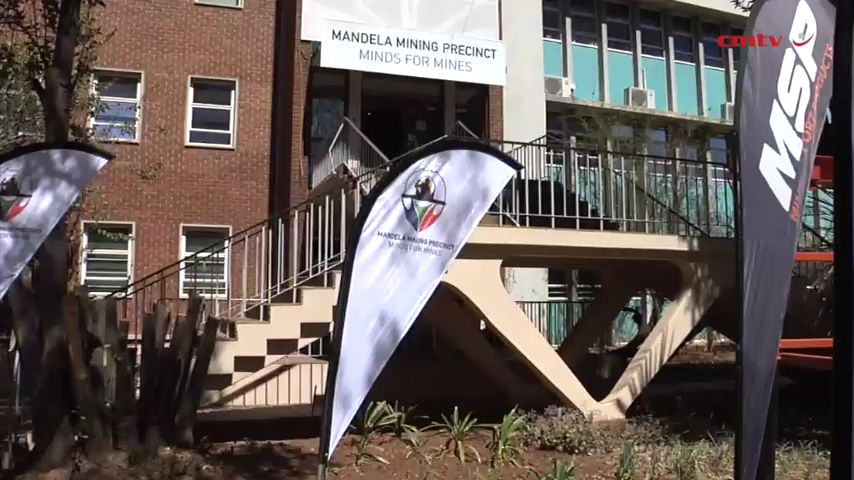 cmtv
MANDELA MINING PRECINCT
MINDS FOR MINES
MANDELA MINING PRECINCT
MINDS FOR MINES
MSP